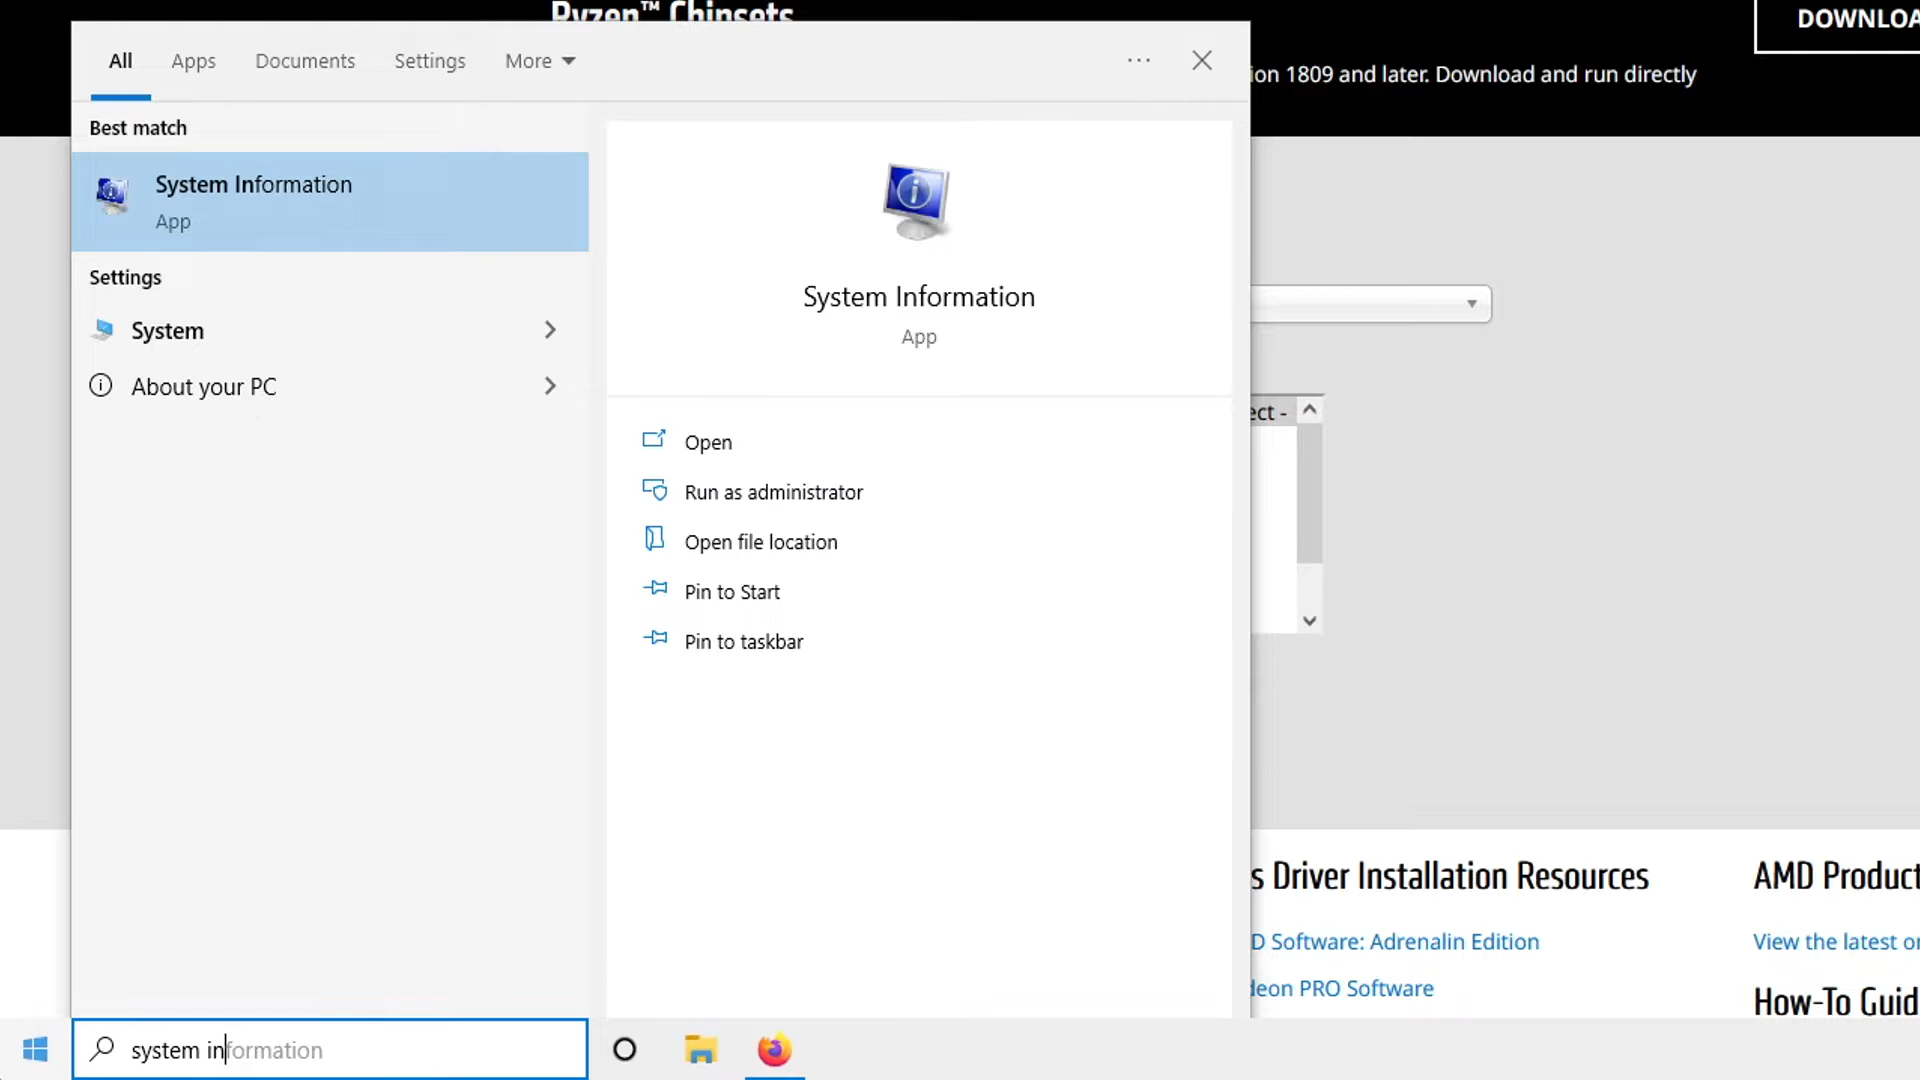 Ryzen™ Chipsets
DOWNLOA
ion 1809 and later. Download and run directly
All
Apps
Documents
Settings
More
Best match
System Information
App
Settings
System
About your PC
System Information
App
Open
Run as administrator
Open file location
Pin to Start
Pin to taskbar
ect -
s Driver Installation Resources
D Software: Adrenalin Edition
deon PRO Software
AMD Product
View the latest or
How-To Guid
system information